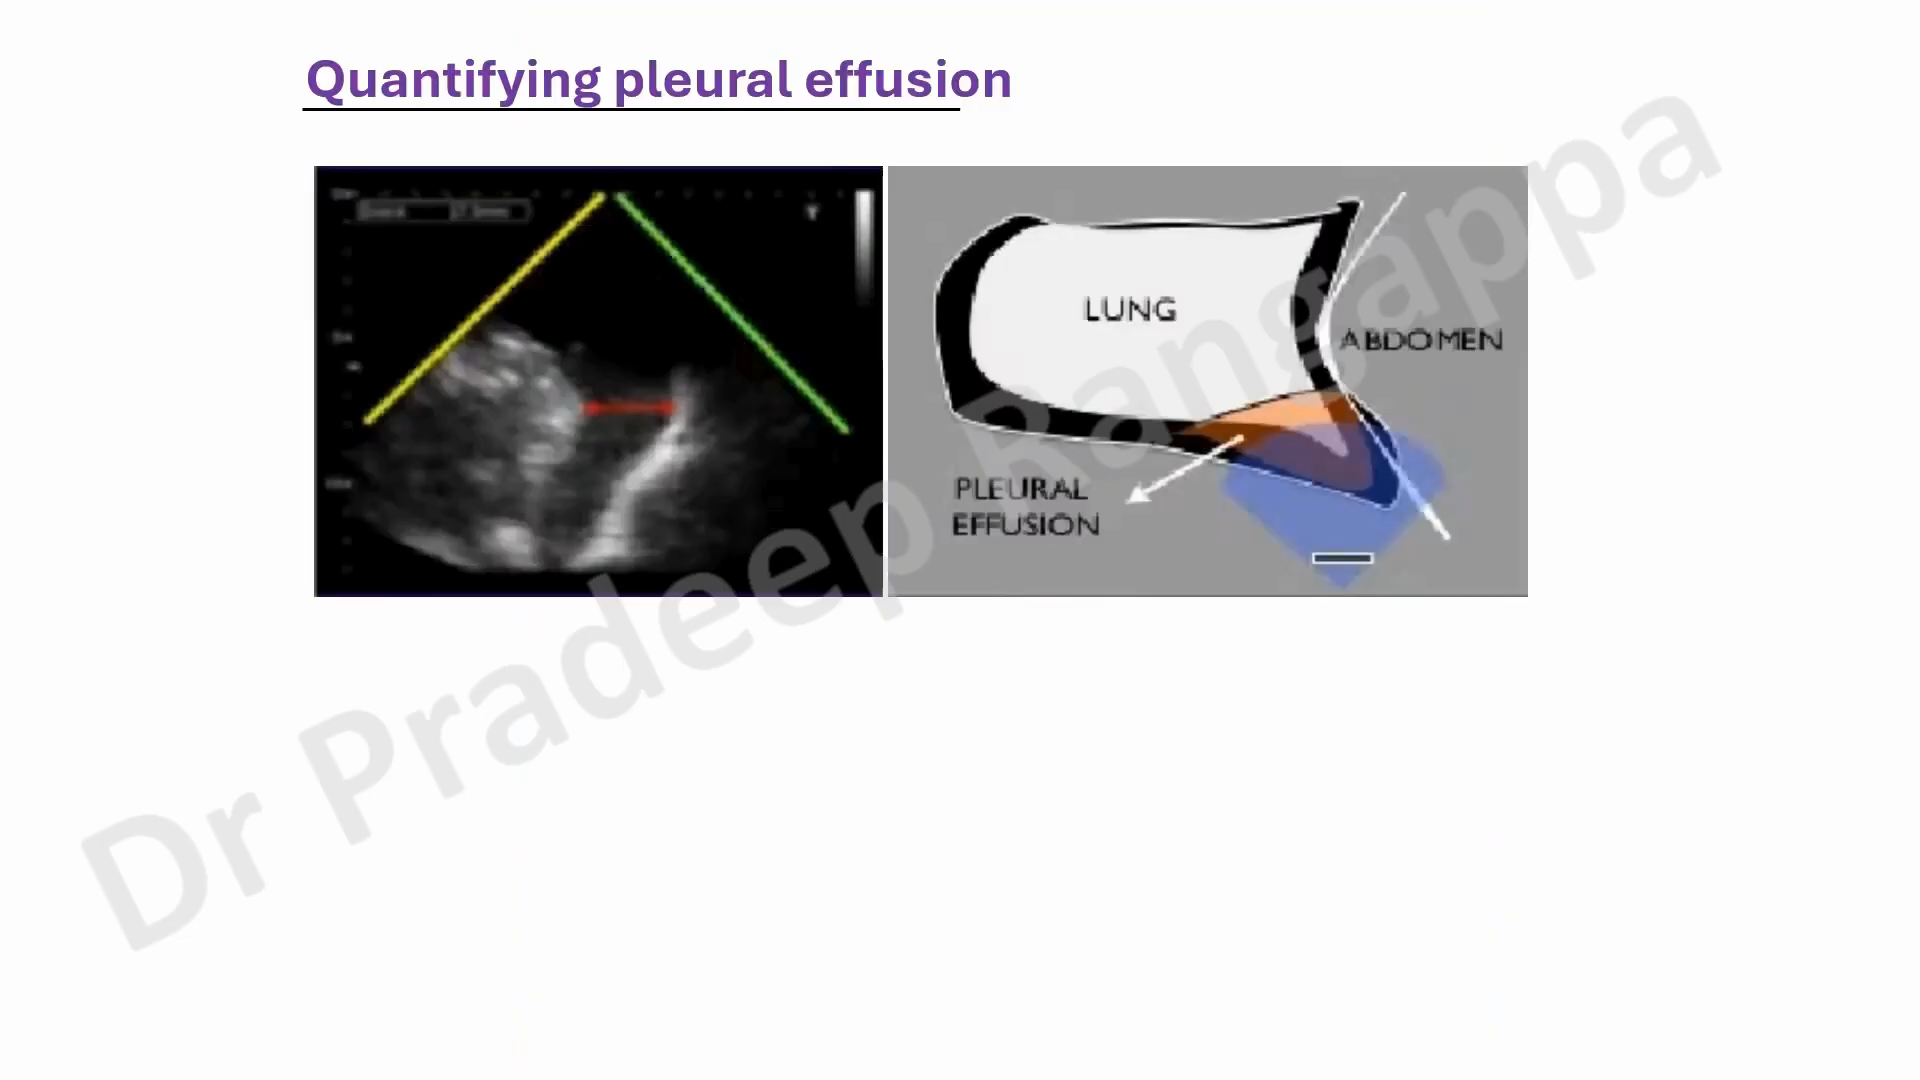 Quantifying pleural effusion
LUNG
ABDOMEN
PLEURAL
EFFUSION
Dr Pradeep Rangappa